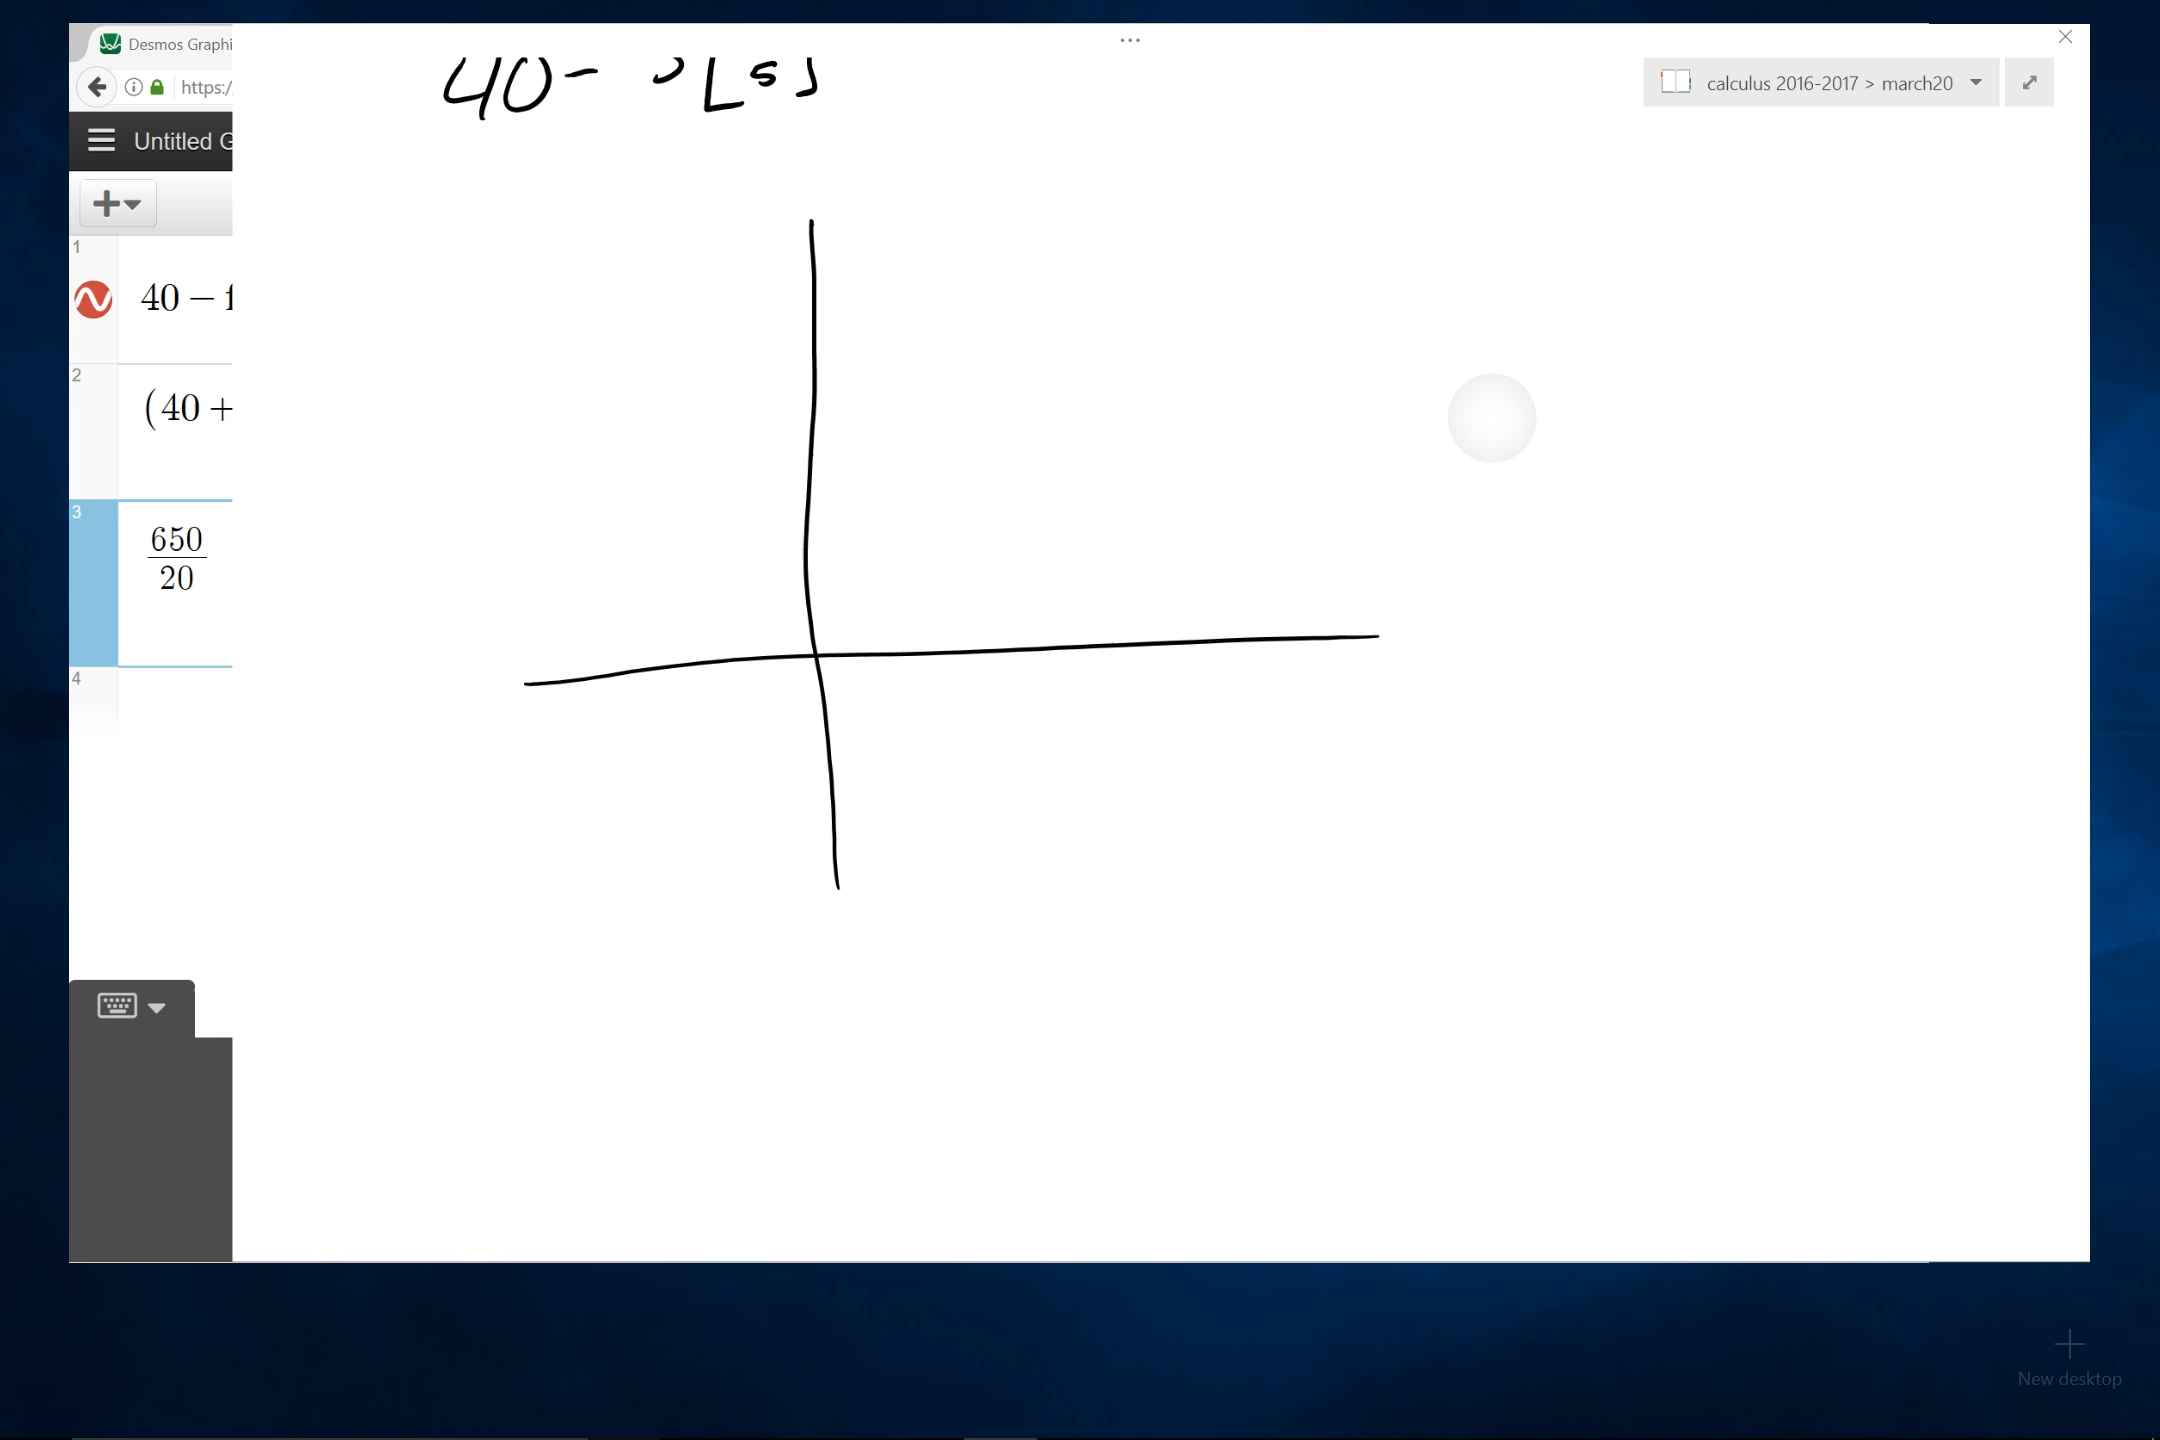 Desmos Graphi
https:/
Untitled G
1
40 – f
2
(40 +
3
650
20
4
40-
calculus 2016-2017 > march20
New desktop